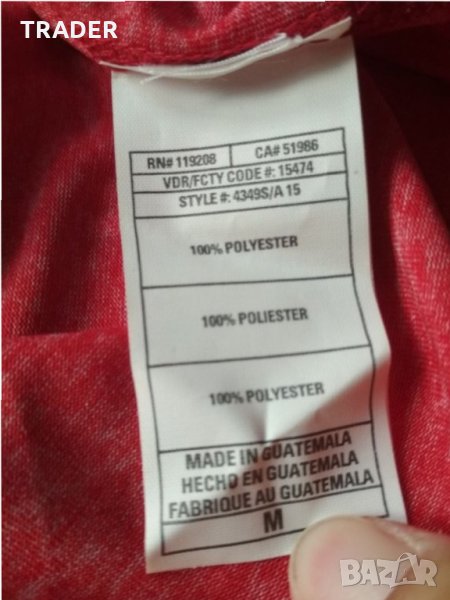 TRADER
RN# 119208 CA# 51986
VDR/FCTY CODE #: 15474
STYLE #: 4349S/A 15
100% POLYESTER
100% POLIESTER
100% POLYESTER
MADE IN GUATEMALA
HECHO EN GUATEMALA
FABRIQUE AU GUATEMALA
M
BAZAR